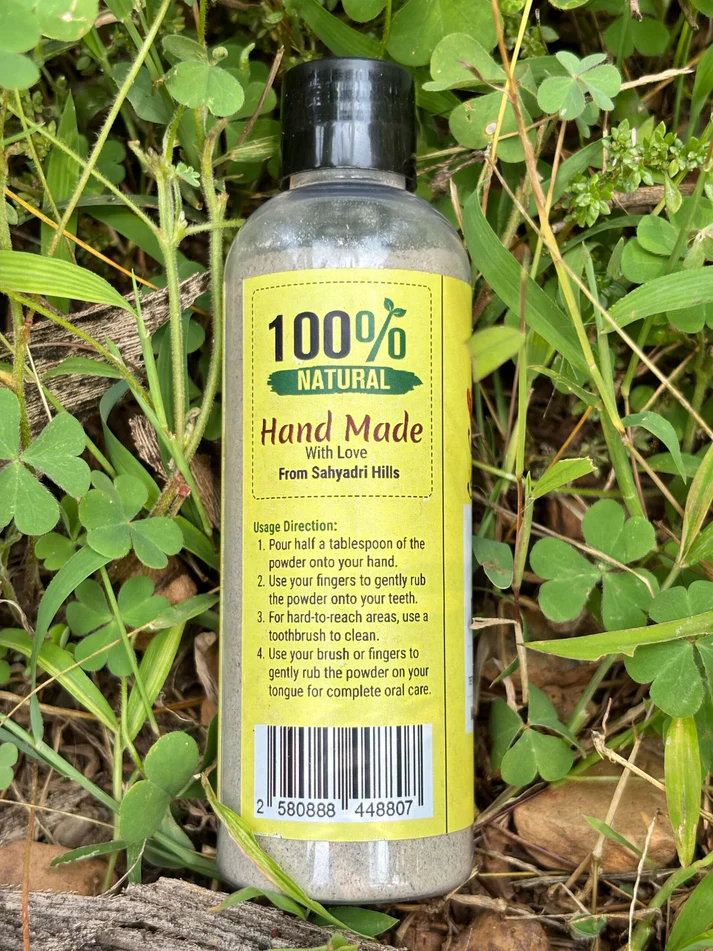 100%
NATURAL
Hand Made
With Love
From Sahyadri Hills
Usage Direction:
1. Pour half a tablespoon of the
powder onto your hand.
2. Use your fingers to gently rub
the powder onto your teeth.
3. For hard-to-reach areas, use a
toothbrush to clean.
4. Use your brush or fingers to
gently rub the powder on your
tongue for complete oral care.
2 580888 448807